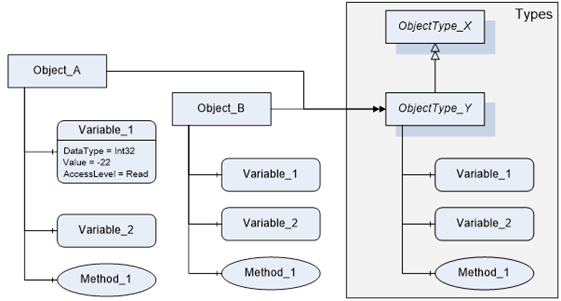 Types
ObjectType_X
Object_A
Object_B
ObjectType_Y
Variable_1
DataType = Int32
Value = -22
AccessLevel = Read
Variable_1
Variable_1
Variable_2
Variable_2
Variable_2
Method_1
Method_1
Method_1